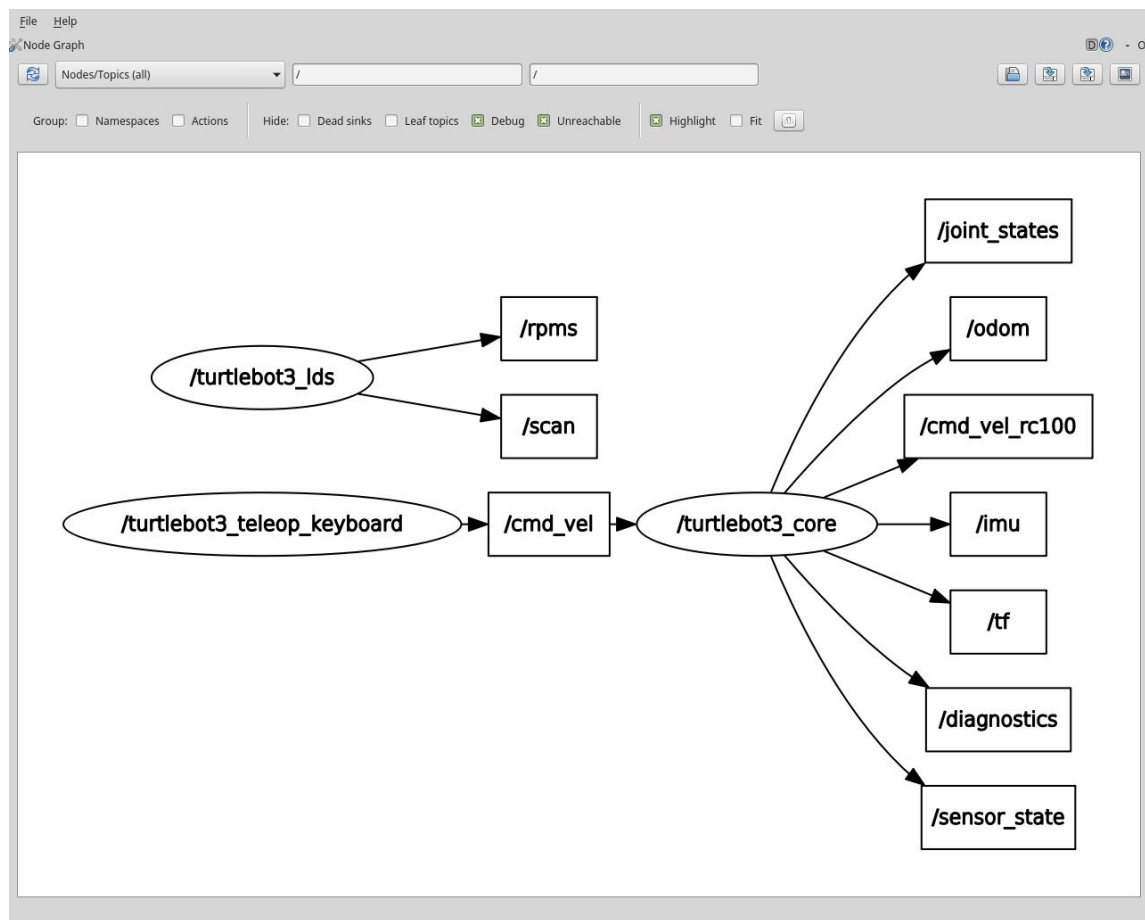 File Help
Node Graph
D ? - O
Nodes/Topics (all) / /
Group: Namespaces Actions Hide: Dead sinks Leaf topics Debug Unreachable Highlight Fit
/joint_states
/rpms
/odom
/turtlebot3_lds
/scan
/cmd_vel_rc100
/turtlebot3_teleop_keyboard
/cmd_vel
/turtlebot3_core
/imu
/tf
/diagnostics
/sensor_state